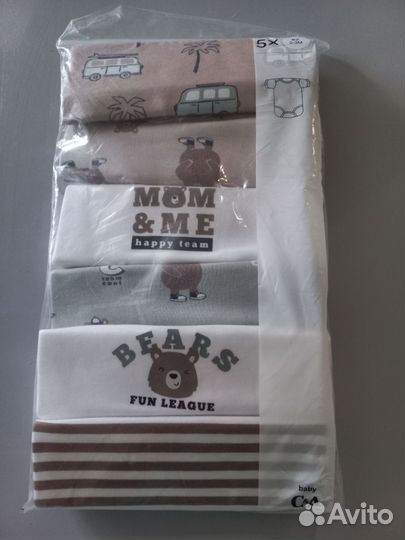 5X
MOM
& ME
happy team
BEARS
FUN LEAGUE
baby
C&A
Avito